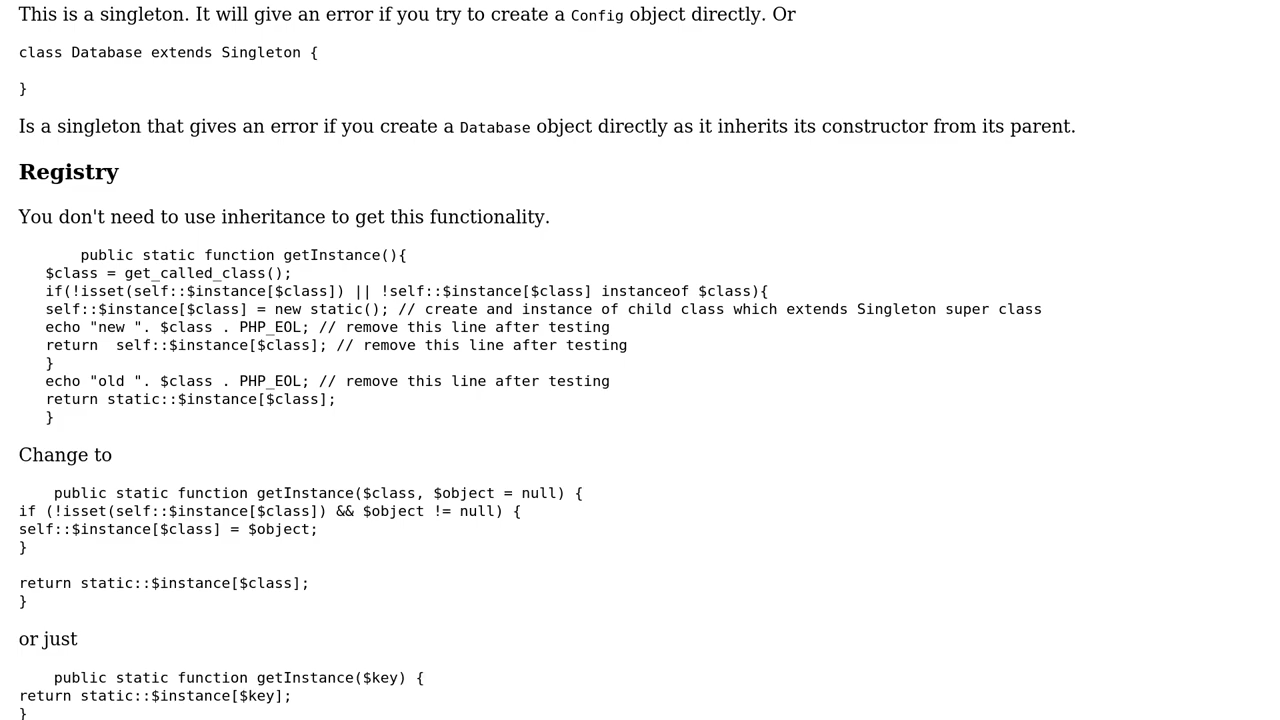 This is a singleton. It will give an error if you try to create a Config object directly. Or
class Database extends Singleton {
}
Is a singleton that gives an error if you create a Database object directly as it inherits its constructor from its parent.
Registry
You don't need to use inheritance to get this functionality.
public static function getInstance(){
$class = get_called_class();
if(!isset(self::$instance[$class]) || !self::$instance[$class] instanceof $class){
self::$instance[$class] = new static(); // create and instance of child class which extends Singleton super class
echo "new ". $class . PHP_EOL; // remove this line after testing
return  self::$instance[$class]; // remove this line after testing
}
echo "old ". $class . PHP_EOL; // remove this line after testing
return static::$instance[$class];
}
Change to
public static function getInstance($class, $object = null) {
if (!isset(self::$instance[$class]) && $object != null) {
self::$instance[$class] = $object;
}
return static::$instance[$class];
}
or just
public static function getInstance($key) {
return static::$instance[$key];
}